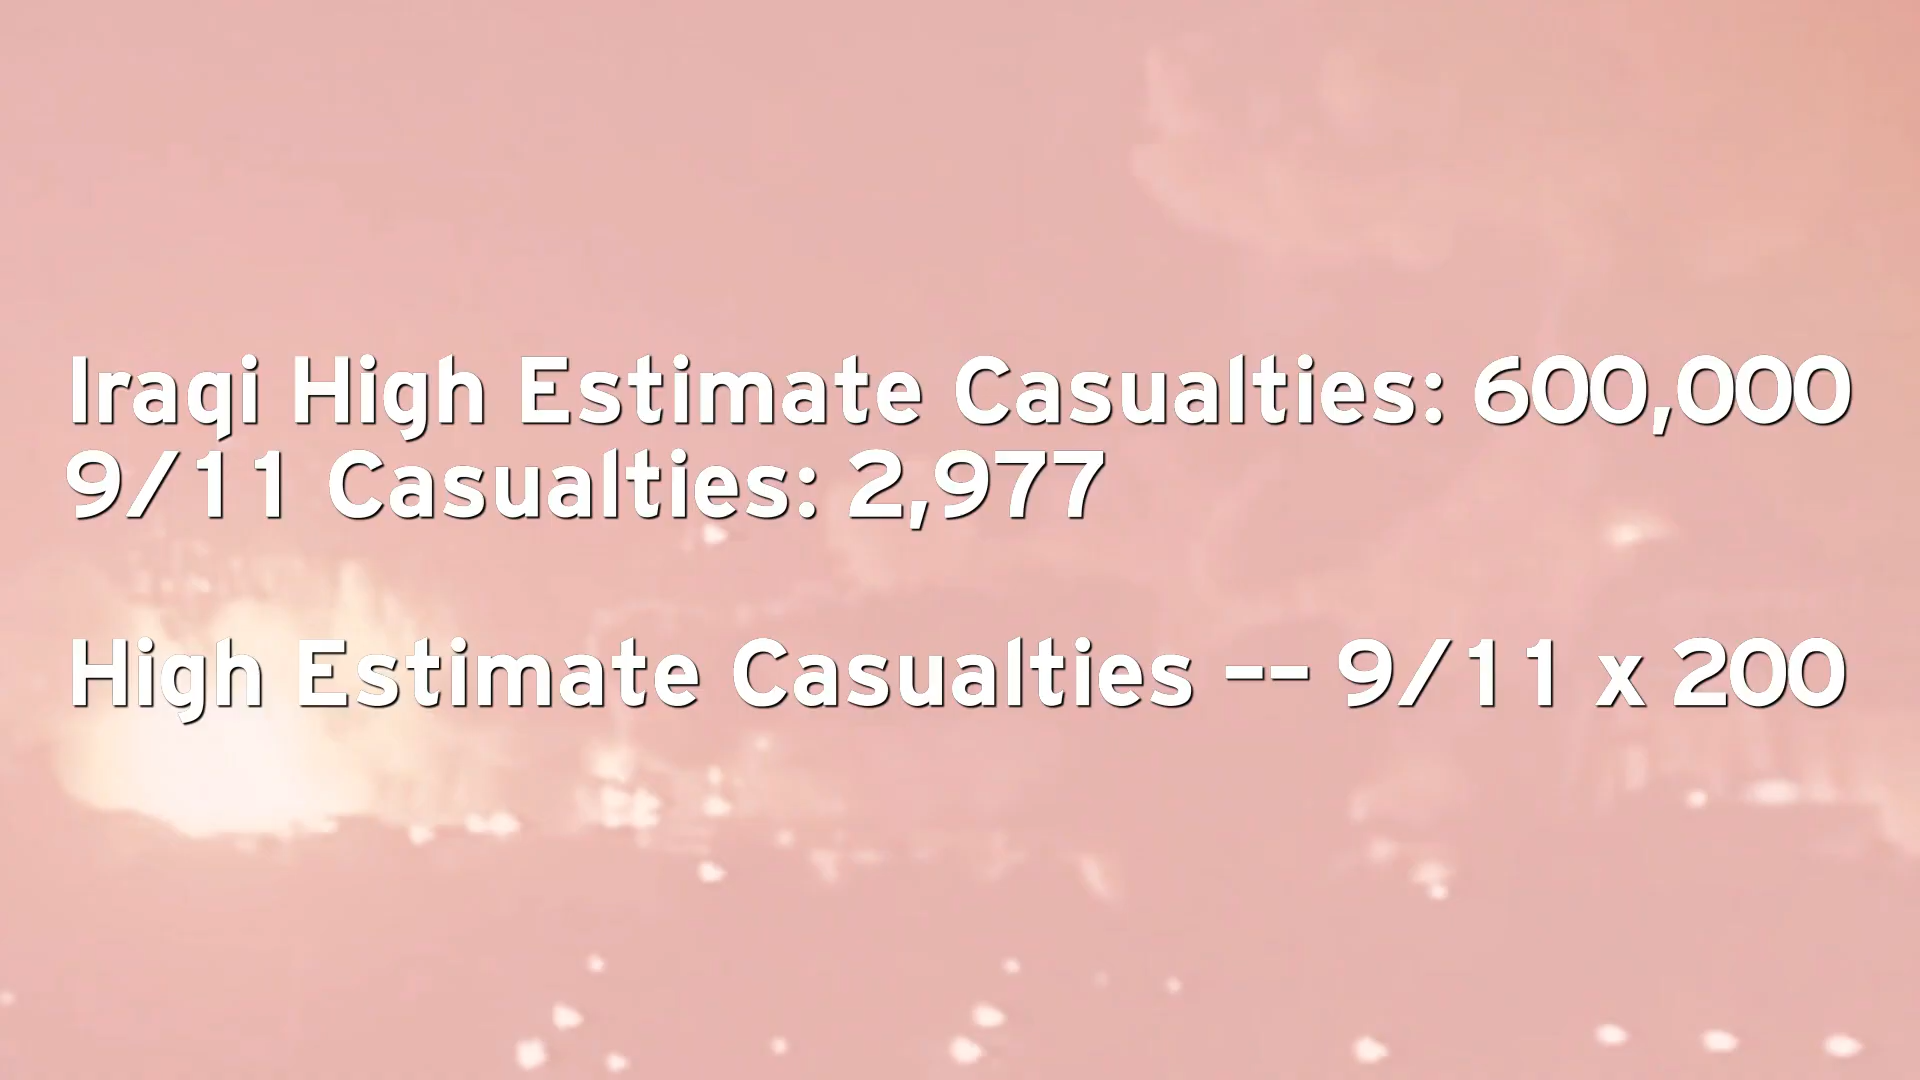 Iraqi High Estimate Casualties: 600,000
9/11 Casualties: 2,977
High Estimate Casualties -- 9/11 x 200